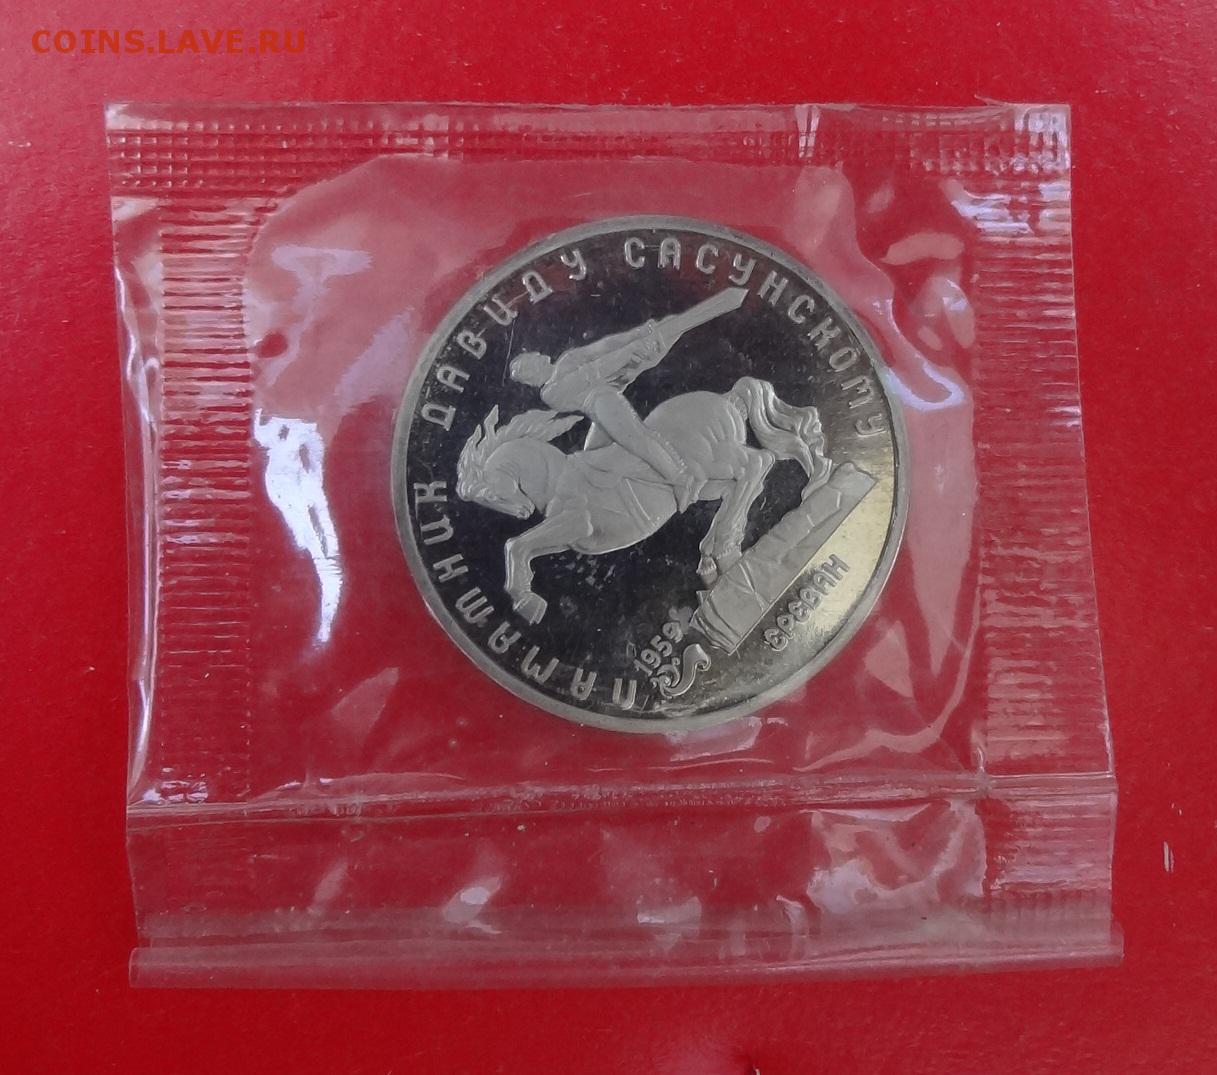 COINS.LAVE.RU
ПАМЯТНИК ДАВИДУ САСУНСКОМУ
1959
ЕРЕВАН